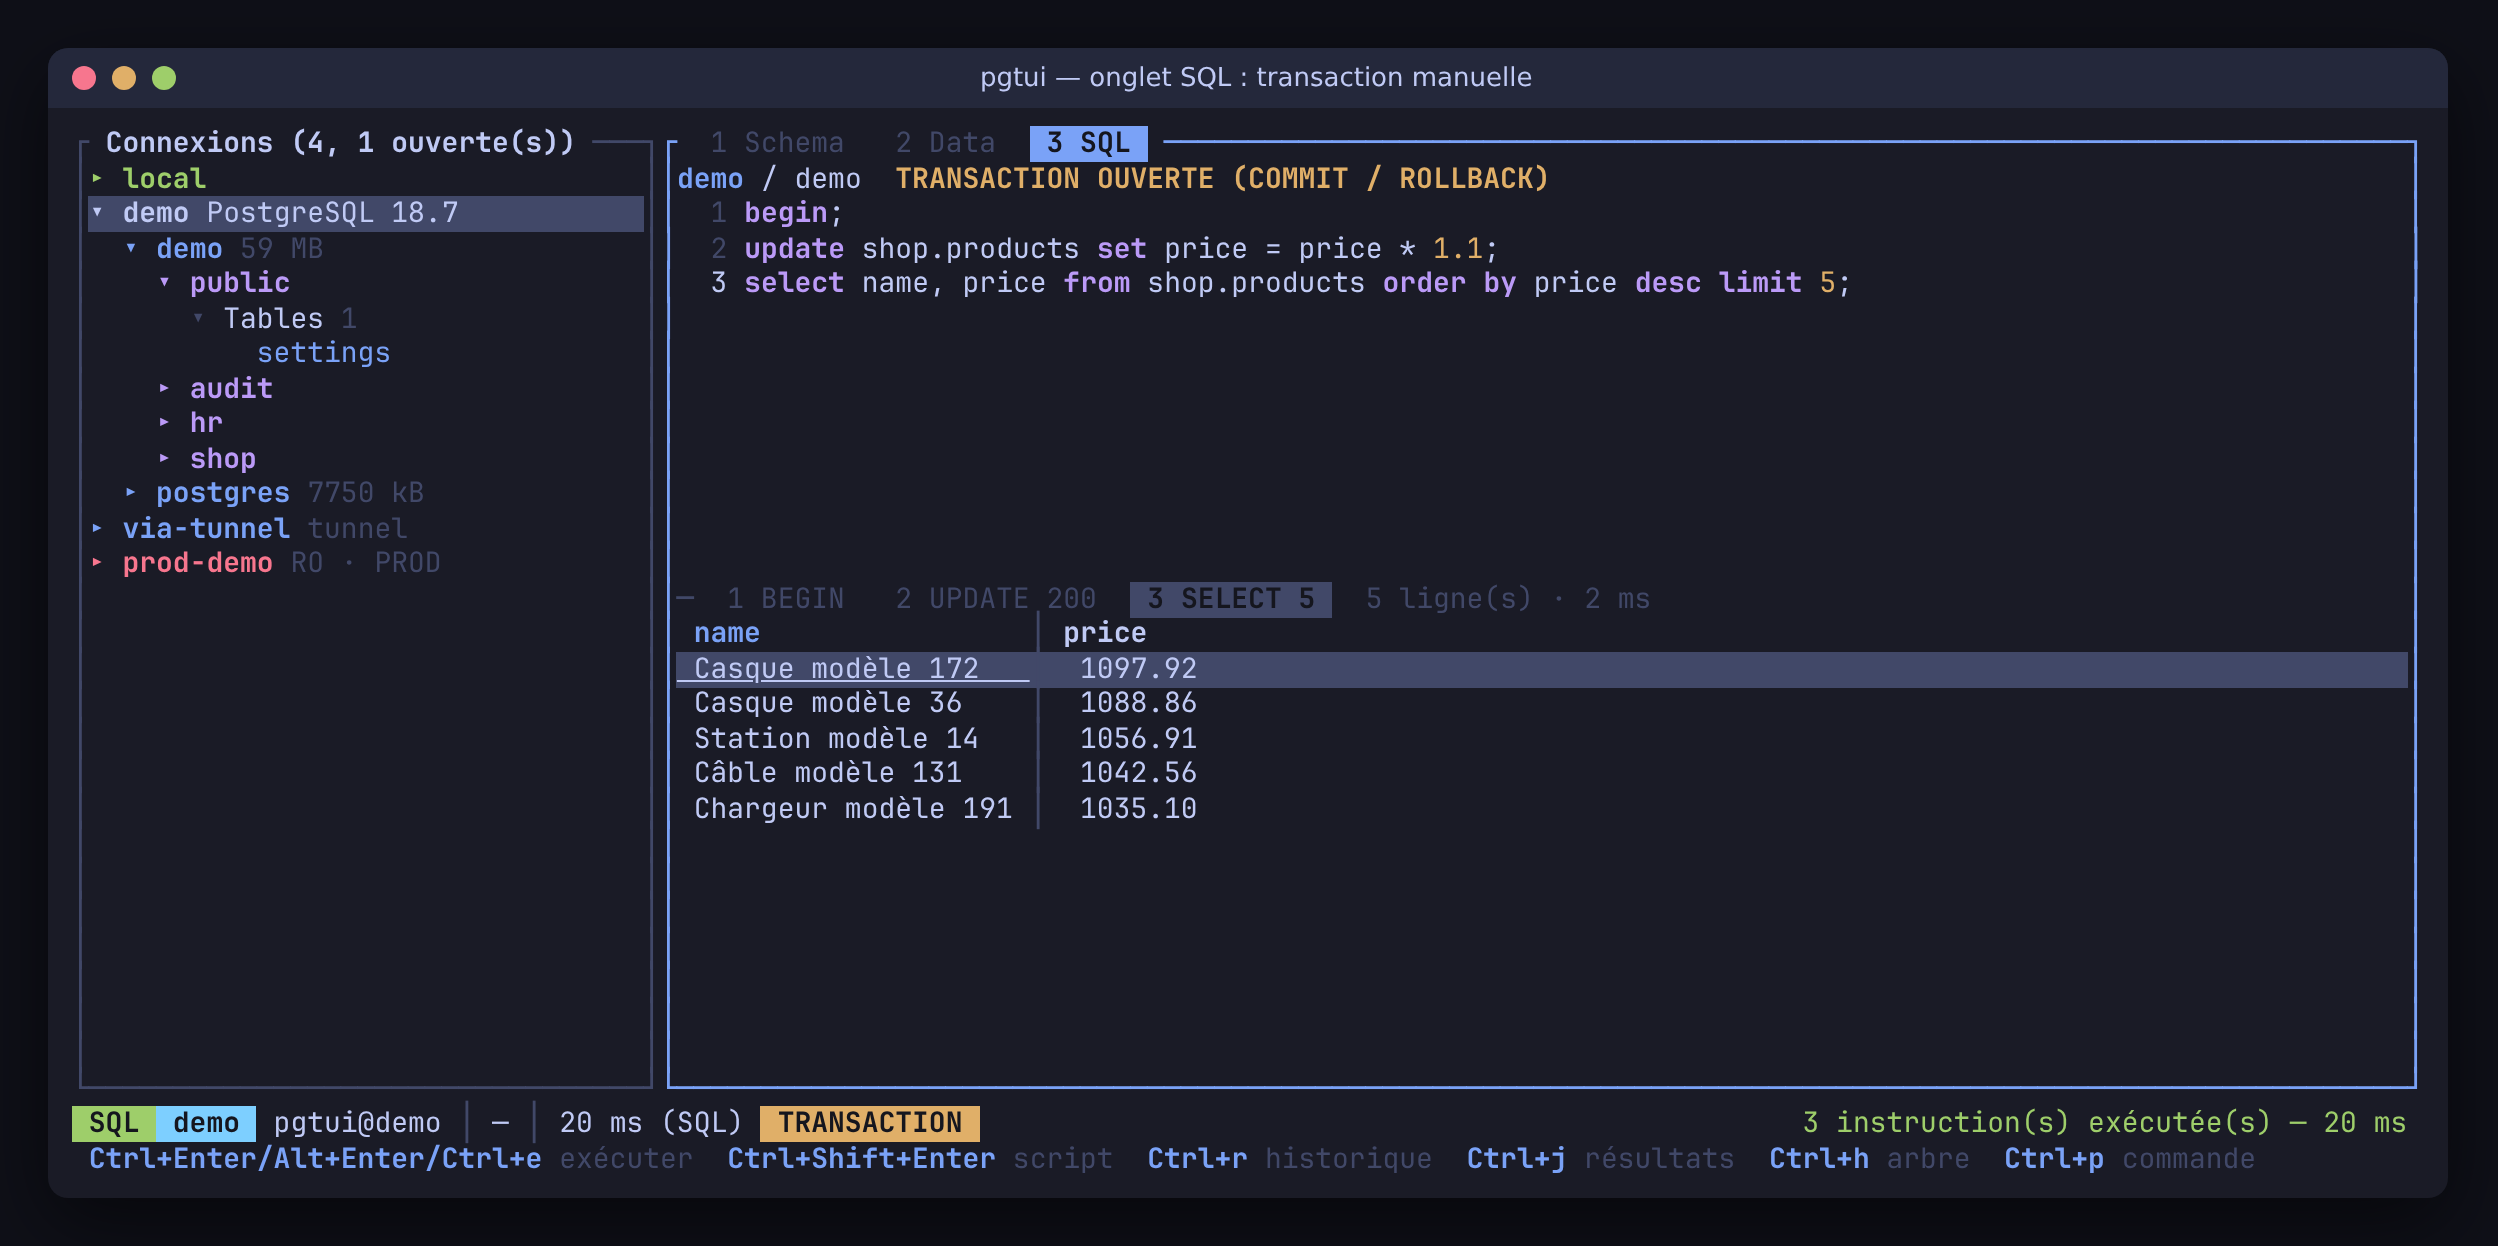 pgtui — onglet SQL : transaction manuelle
Connexions (4, 1 ouverte(s))
▸ local
▾ demo PostgreSQL 18.7
▾ demo 59 MB
▾ public
▾ Tables 1
settings
▸ audit
▸ hr
▸ shop
▸ postgres 7750 kB
▸ via-tunnel tunnel
▸ prod-demo RO · PROD
1 Schema 2 Data 3 SQL
demo / demo TRANSACTION OUVERTE (COMMIT / ROLLBACK)
1 begin;
2 update shop.products set price = price * 1.1;
3 select name, price from shop.products order by price desc limit 5;
— 1 BEGIN 2 UPDATE 200 3 SELECT 5 5 ligne(s) · 2 ms
name │ price
Casque modèle 172 1097.92
Casque modèle 36 │ 1088.86
Station modèle 14 │ 1056.91
Câble modèle 131 │ 1042.56
Chargeur modèle 191 │ 1035.10
SQL demo pgtui@demo │ — │ 20 ms (SQL) TRANSACTION 3 instruction(s) exécutée(s) — 20 ms
Ctrl+Enter/Alt+Enter/Ctrl+e exécuter Ctrl+Shift+Enter script Ctrl+r historique Ctrl+j résultats Ctrl+h arbre Ctrl+p commande